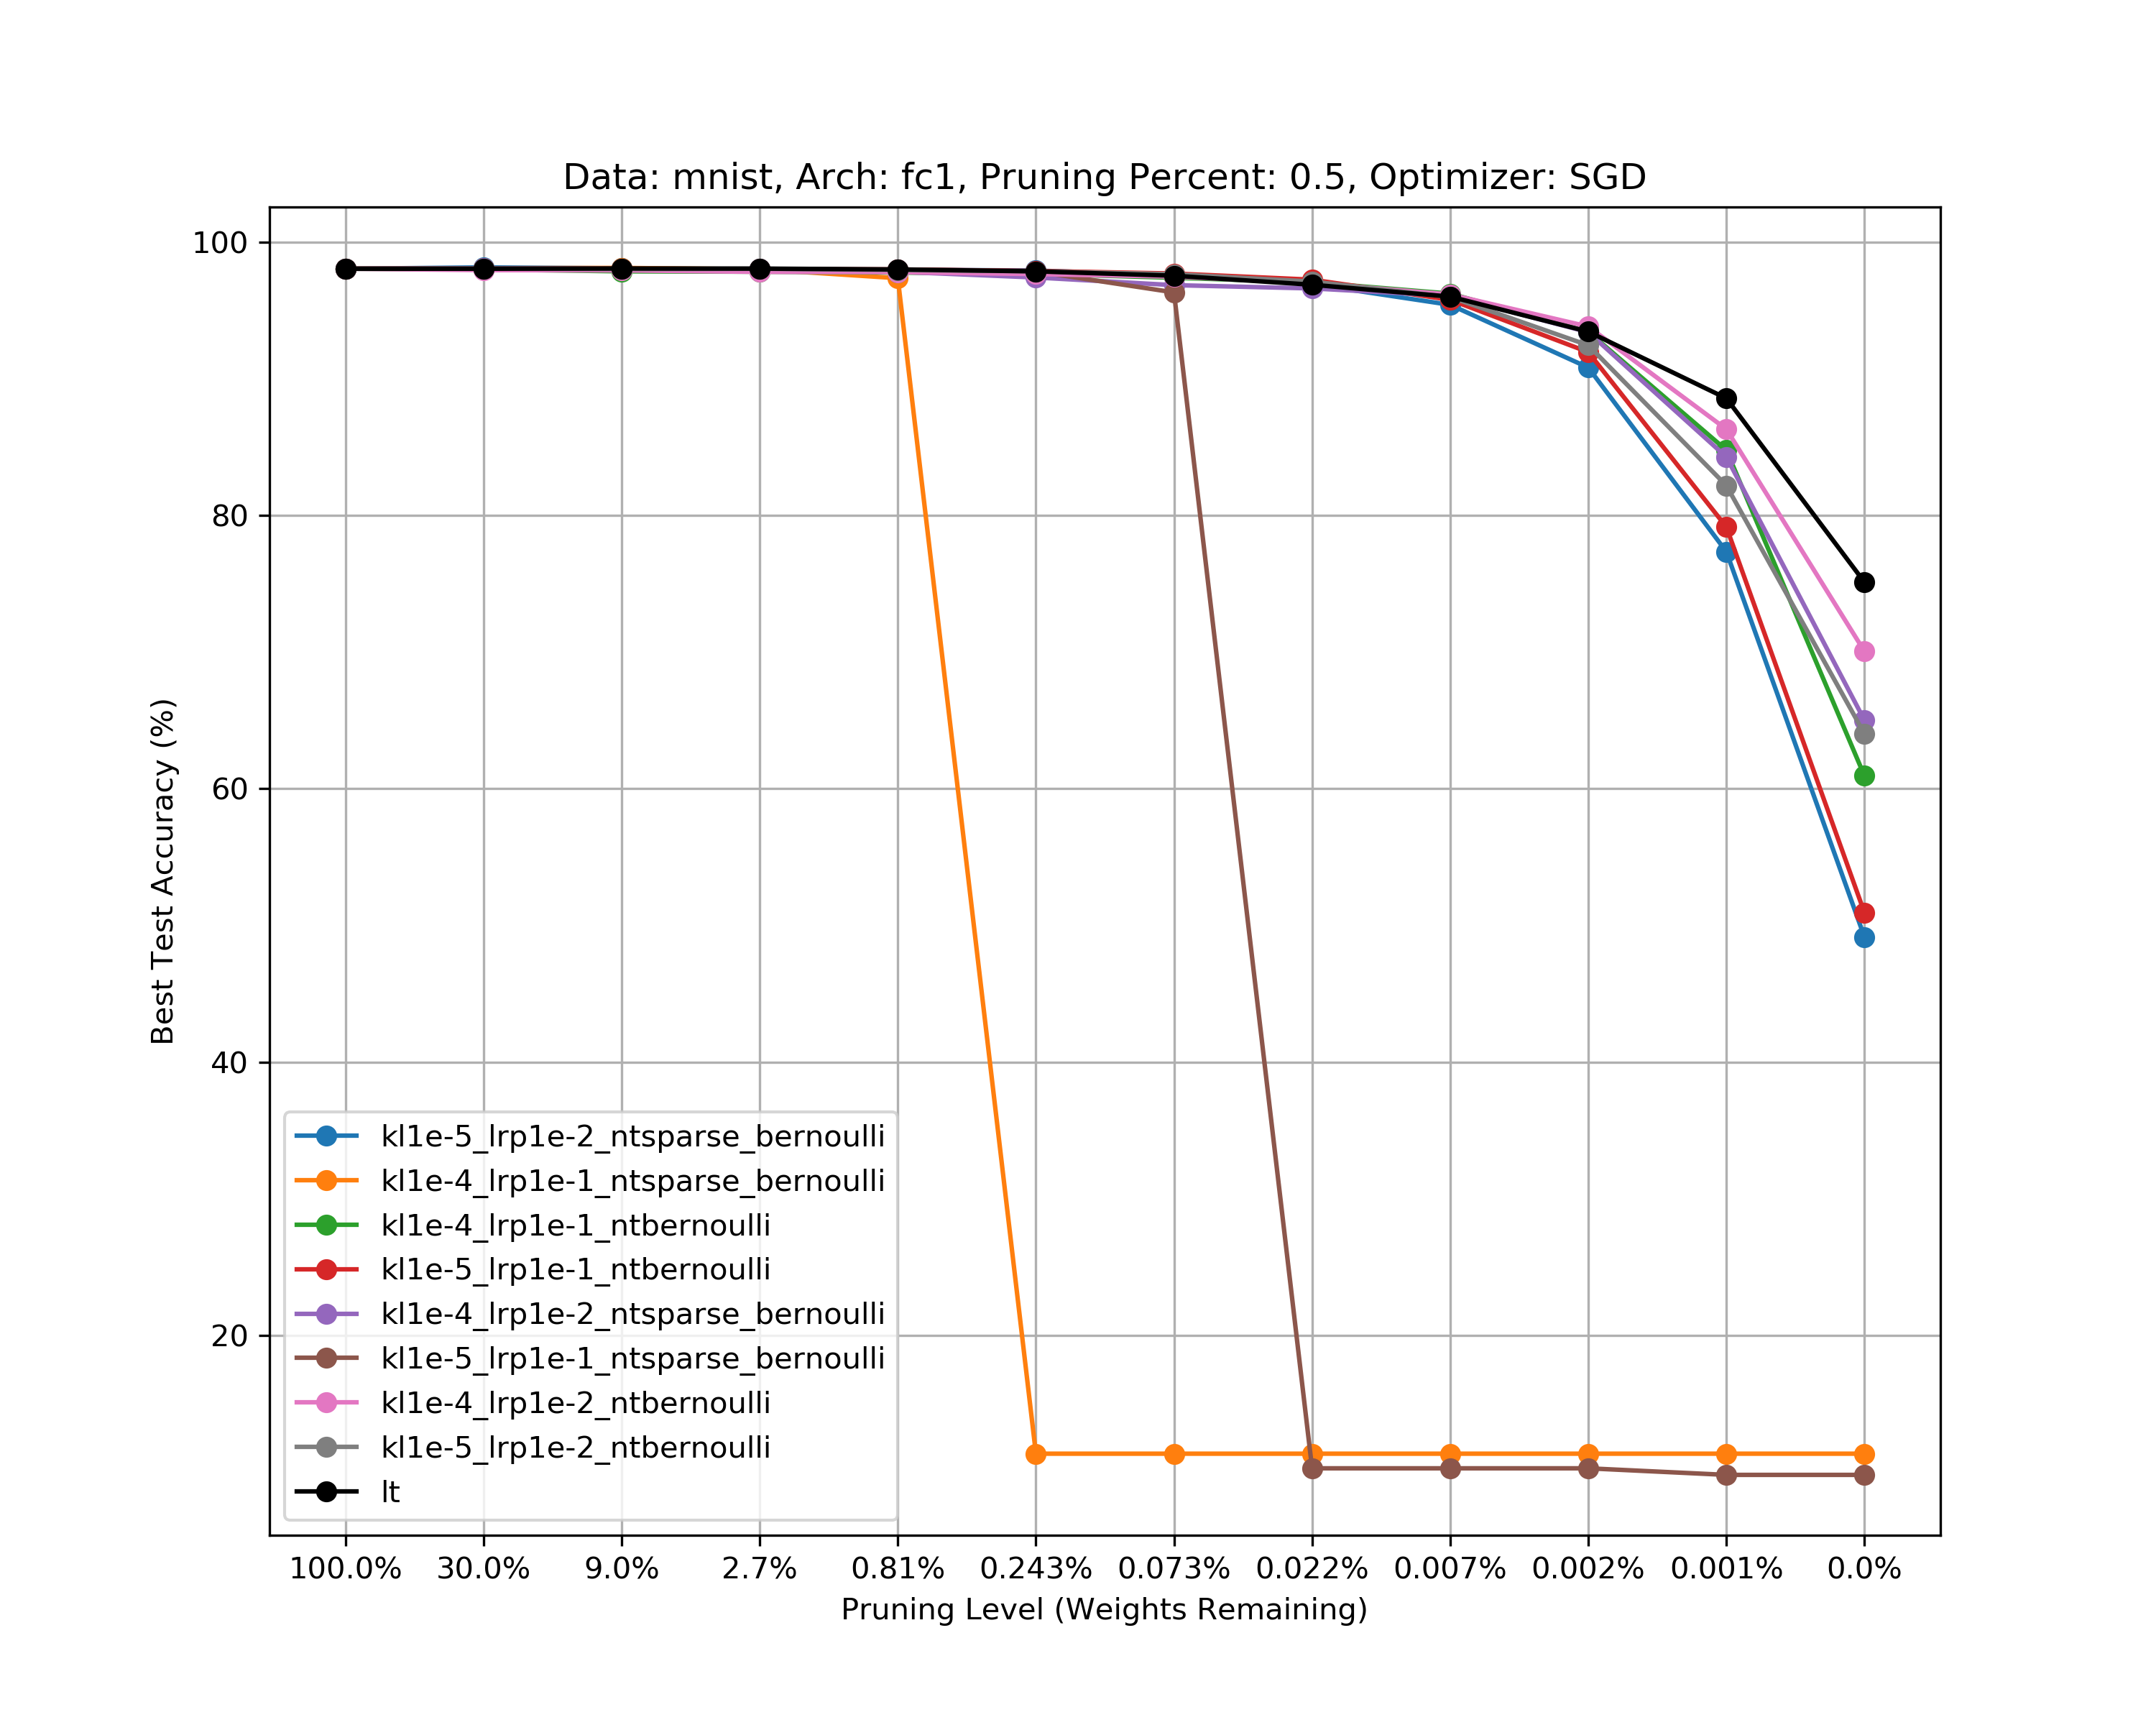 Data: mnist, Arch: fc1, Pruning Percent: 0.5, Optimizer: SGD
Best Test Accuracy (%)
100
80
60
40
20
kl1e-5_lrp1e-2_ntsparse_bernoulli
kl1e-4_lrp1e-1_ntsparse_bernoulli
kl1e-4_lrp1e-1_ntbernoulli
kl1e-5_lrp1e-1_ntbernoulli
kl1e-4_lrp1e-2_ntsparse_bernoulli
kl1e-5_lrp1e-1_ntsparse_bernoulli
kl1e-4_lrp1e-2_ntbernoulli
kl1e-5_lrp1e-2_ntbernoulli
lt
100.0% 30.0% 9.0% 2.7% 0.81% 0.243% 0.073% 0.022% 0.007% 0.002% 0.001% 0.0%
Pruning Level (Weights Remaining)